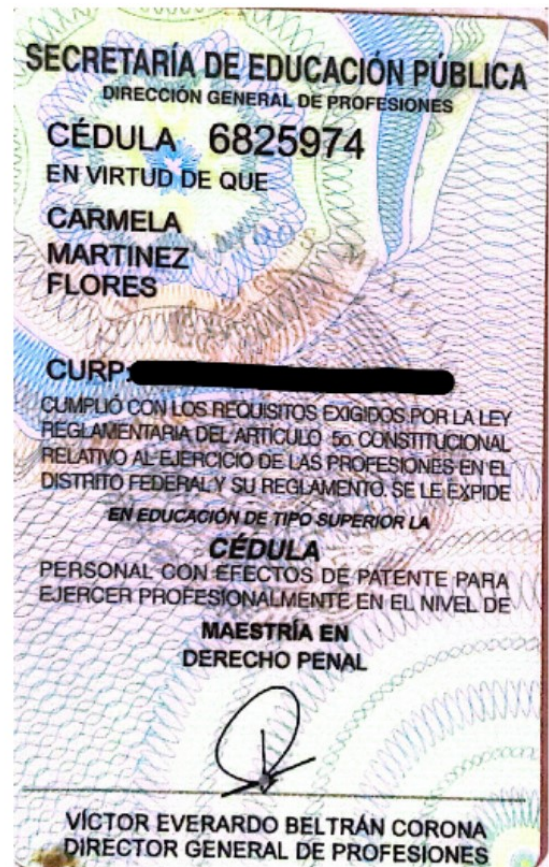 SECRETARÍA DE EDUCACIÓN PÚBLICA
DIRECCIÓN GENERAL DE PROFESIONES
CÉDULA 6825974
EN VIRTUD DE QUE
CARMELA
MARTINEZ
FLORES
CURP:
CUMPLIÓ CON LOS REQUISITOS EXIGIDOS POR LA LEY
REGLAMENTARIA DEL ARTÍCULO 5o. CONSTITUCIONAL
RELATIVO AL EJERCICIO DE LAS PROFESIONES EN EL
DISTRITO FEDERAL Y SU REGLAMENTO. SE LE EXPIDE
EN EDUCACIÓN DE TIPO SUPERIOR LA
CÉDULA
PERSONAL CON EFECTOS DE PATENTE PARA
EJERCER PROFESIONALMENTE EN EL NIVEL DE
MAESTRÍA EN
DERECHO PENAL
VÍCTOR EVERARDO BELTRÁN CORONA
DIRECTOR GENERAL DE PROFESIONES